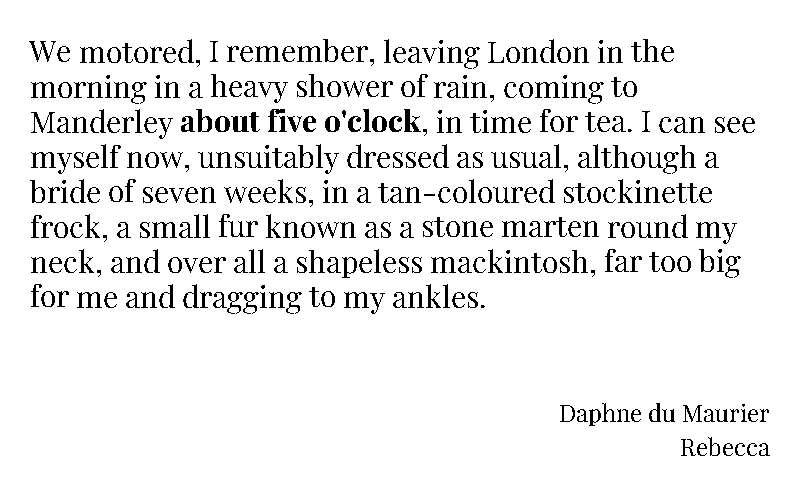 We motored, I remember, leaving London in the
morning in a heavy shower of rain, coming to
Manderley about five o'clock, in time for tea. I can see
myself now, unsuitably dressed as usual, although a
bride of seven weeks, in a tan-coloured stockinette
frock, a small fur known as a stone marten round my
neck, and over all a shapeless mackintosh, far too big
for me and dragging to my ankles.
Daphne du Maurier
Rebecca